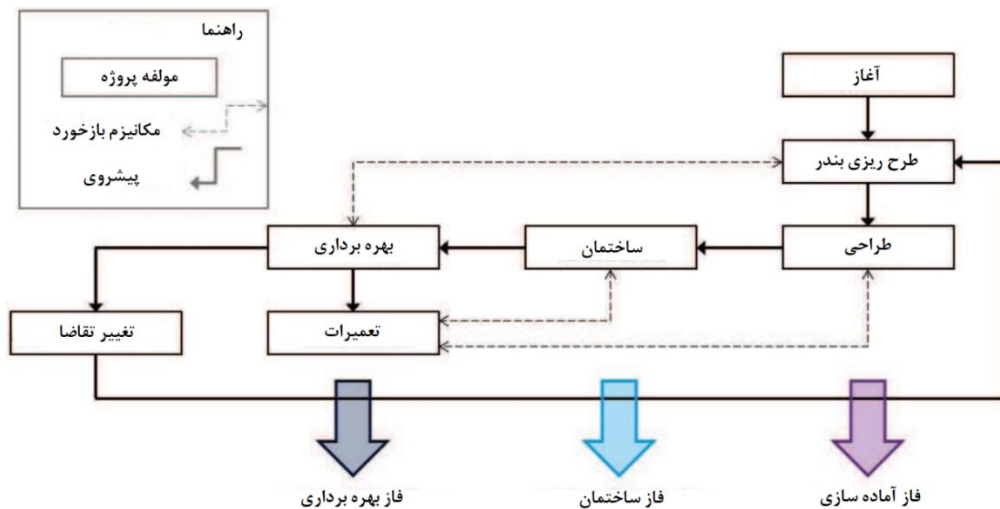 راهنما
مولفه پروژه
مکانیزم بازخورد
پیشروی
آغاز
طرح ریزی بندر
طراحی
ساختمان
بهره برداری
تعمیرات
تغییر تقاضا
فاز آماده سازی
فاز ساختمان
فاز بهره برداری